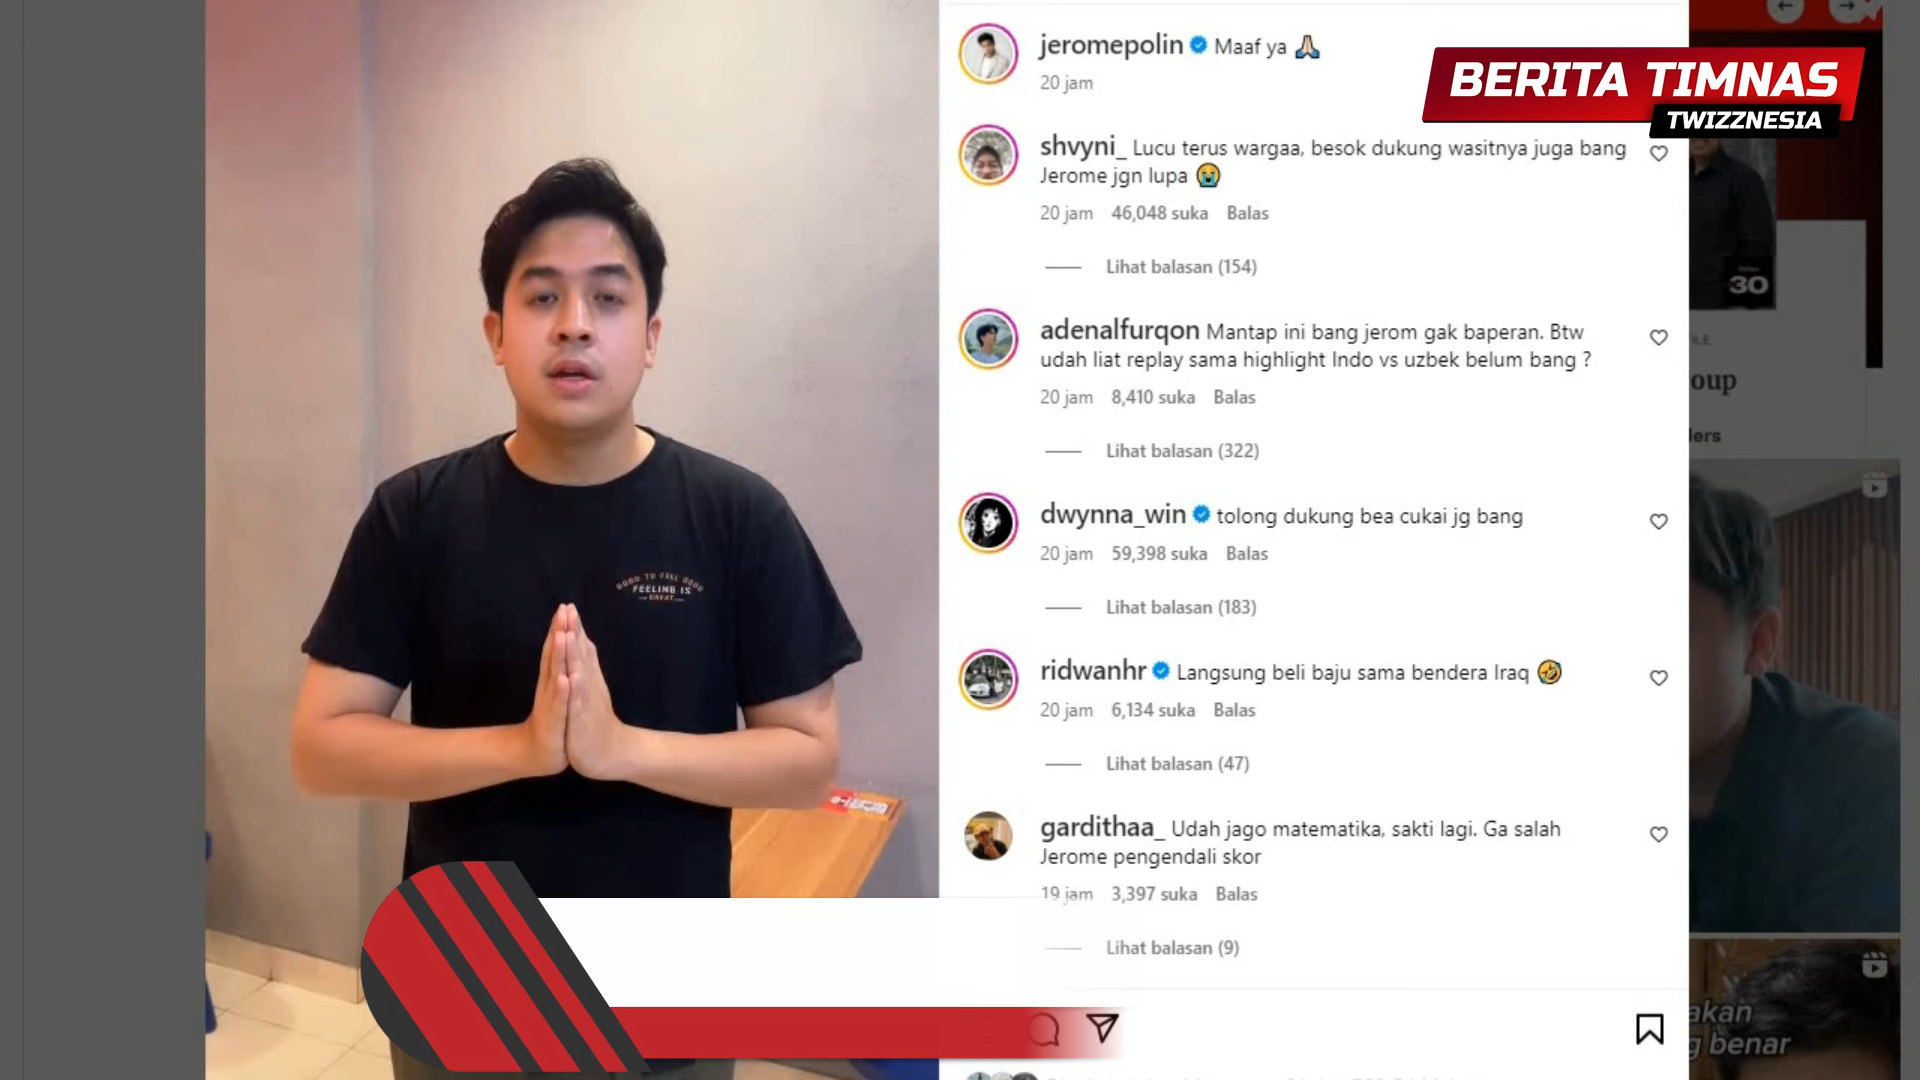 jeromepolin Maaf ya 🙏🏻
20 jam
BERITA TIMNAS
TWIZZNESIA
shvyni_ Lucu terus wargaa, besok dukung wasitnya juga bang
Jerome jgn lupa 😭
20 jam 46,048 suka Balas
Lihat balasan (154)
30
adenalfurqon Mantap ini bang jerom gak baperan. Btw
udah liat replay sama highlight Indo vs uzbek belum bang ?
20 jam 8,410 suka Balas
Lihat balasan (322)
oup
lers
dwynna_win tolong dukung bea cukai jg bang
20 jam 59,398 suka Balas
Lihat balasan (183)
GOOD TO FEEL GOOD
FEELING IS
GREAT
ridwanhr Langsung beli baju sama bendera Iraq 🤣
20 jam 6,134 suka Balas
Lihat balasan (47)
gardithaa_ Udah jago matematika, sakti lagi. Ga salah
Jerome pengendali skor
19 jam 3,397 suka Balas
Lihat balasan (9)
akan
g benar